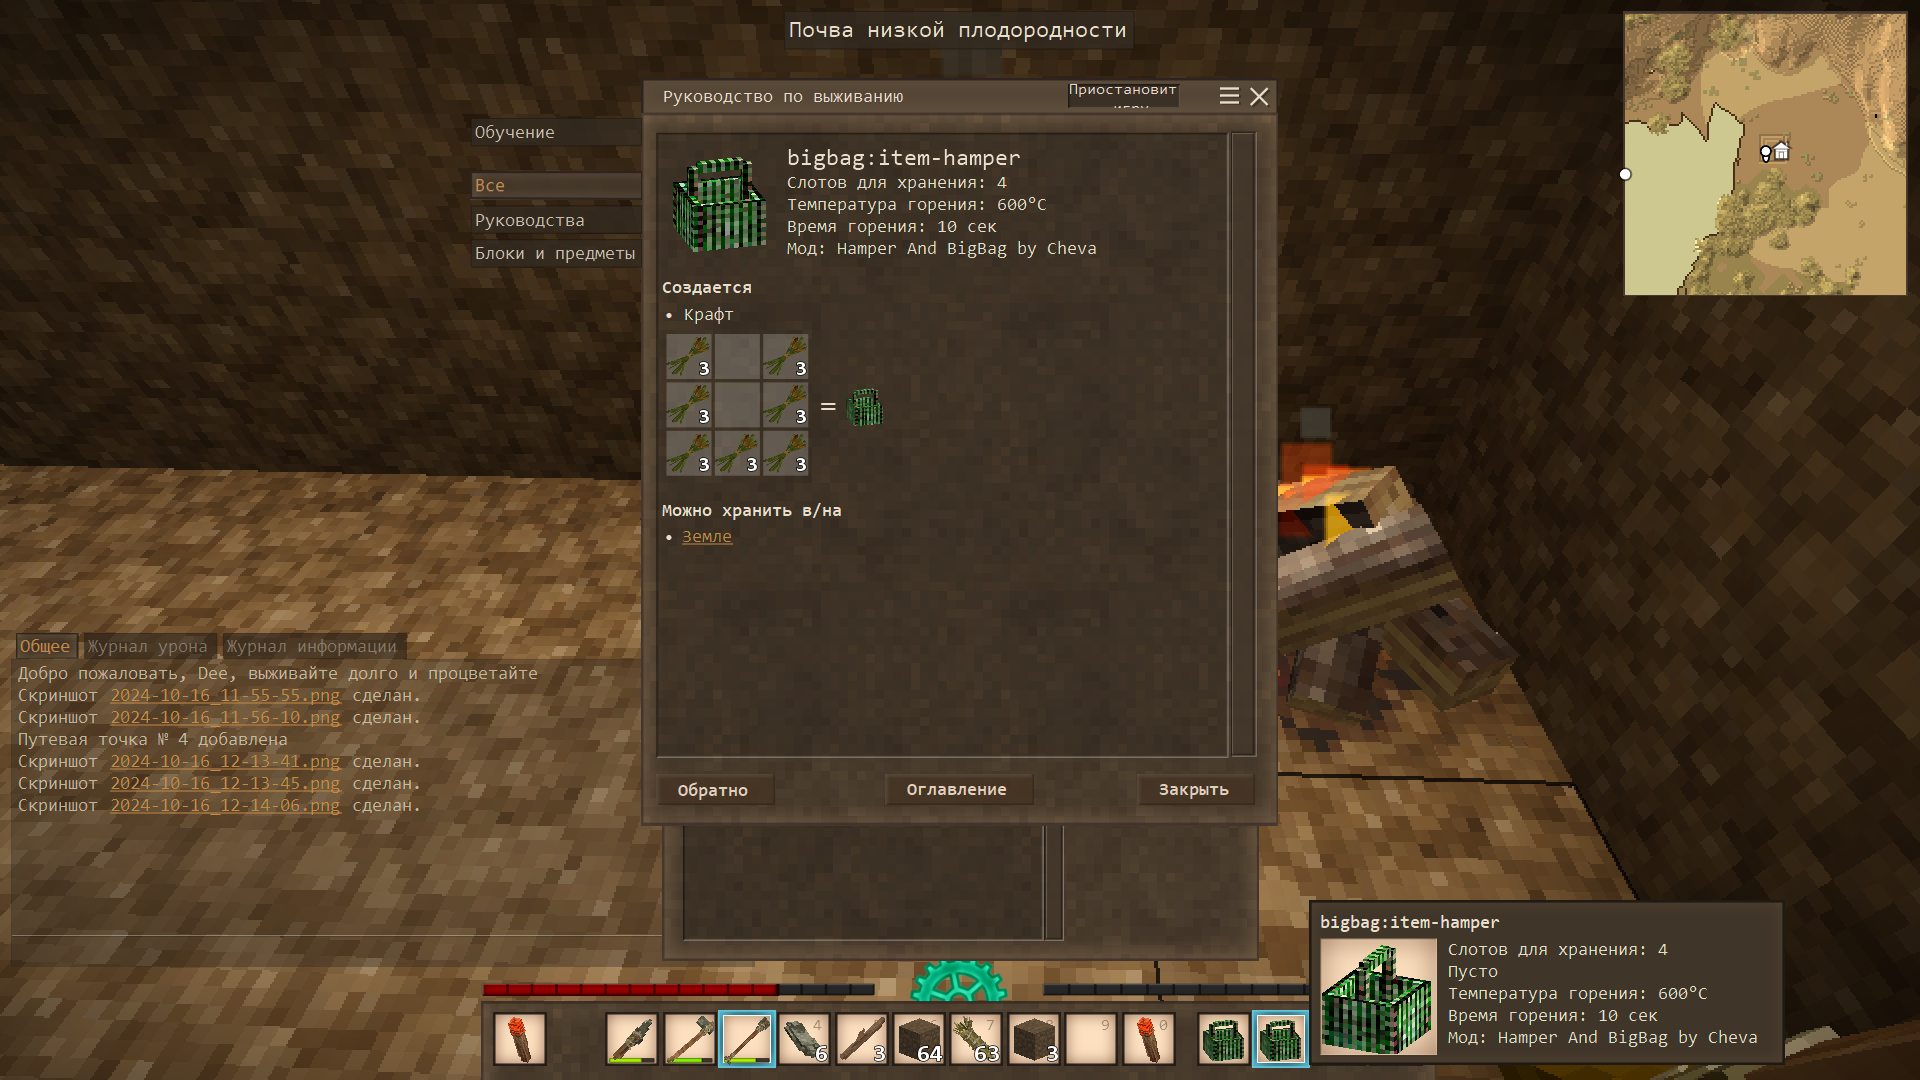 Почва низкой плодородности
Руководство по выживанию
Приостановить
игру
Обучение
Все
Руководства
Блоки и предметы
bigbag:item-hamper
Слотов для хранения: 4
Температура горения: 600°C
Время горения: 10 сек
Мод: Hamper And BigBag by Cheva
Создается
• Крафт
3 3
3 3
=
3 3 3
Можно хранить в/на
• Земле
Обратно
Оглавление
Закрыть
Общее
Журнал урона
Журнал информации
Добро пожаловать, Dee, выживайте долго и процветайте
Скриншот 2024-10-16_11-55-55.png сделан.
Скриншот 2024-10-16_11-56-10.png сделан.
Путевая точка № 4 добавлена
Скриншот 2024-10-16_12-13-41.png сделан.
Скриншот 2024-10-16_12-13-45.png сделан.
Скриншот 2024-10-16_12-14-06.png сделан.
bigbag:item-hamper
Слотов для хранения: 4
Пусто
Температура горения: 600°C
Время горения: 10 сек
Мод: Hamper And BigBag by Cheva
4 7 9 0
6 3 64 63 3